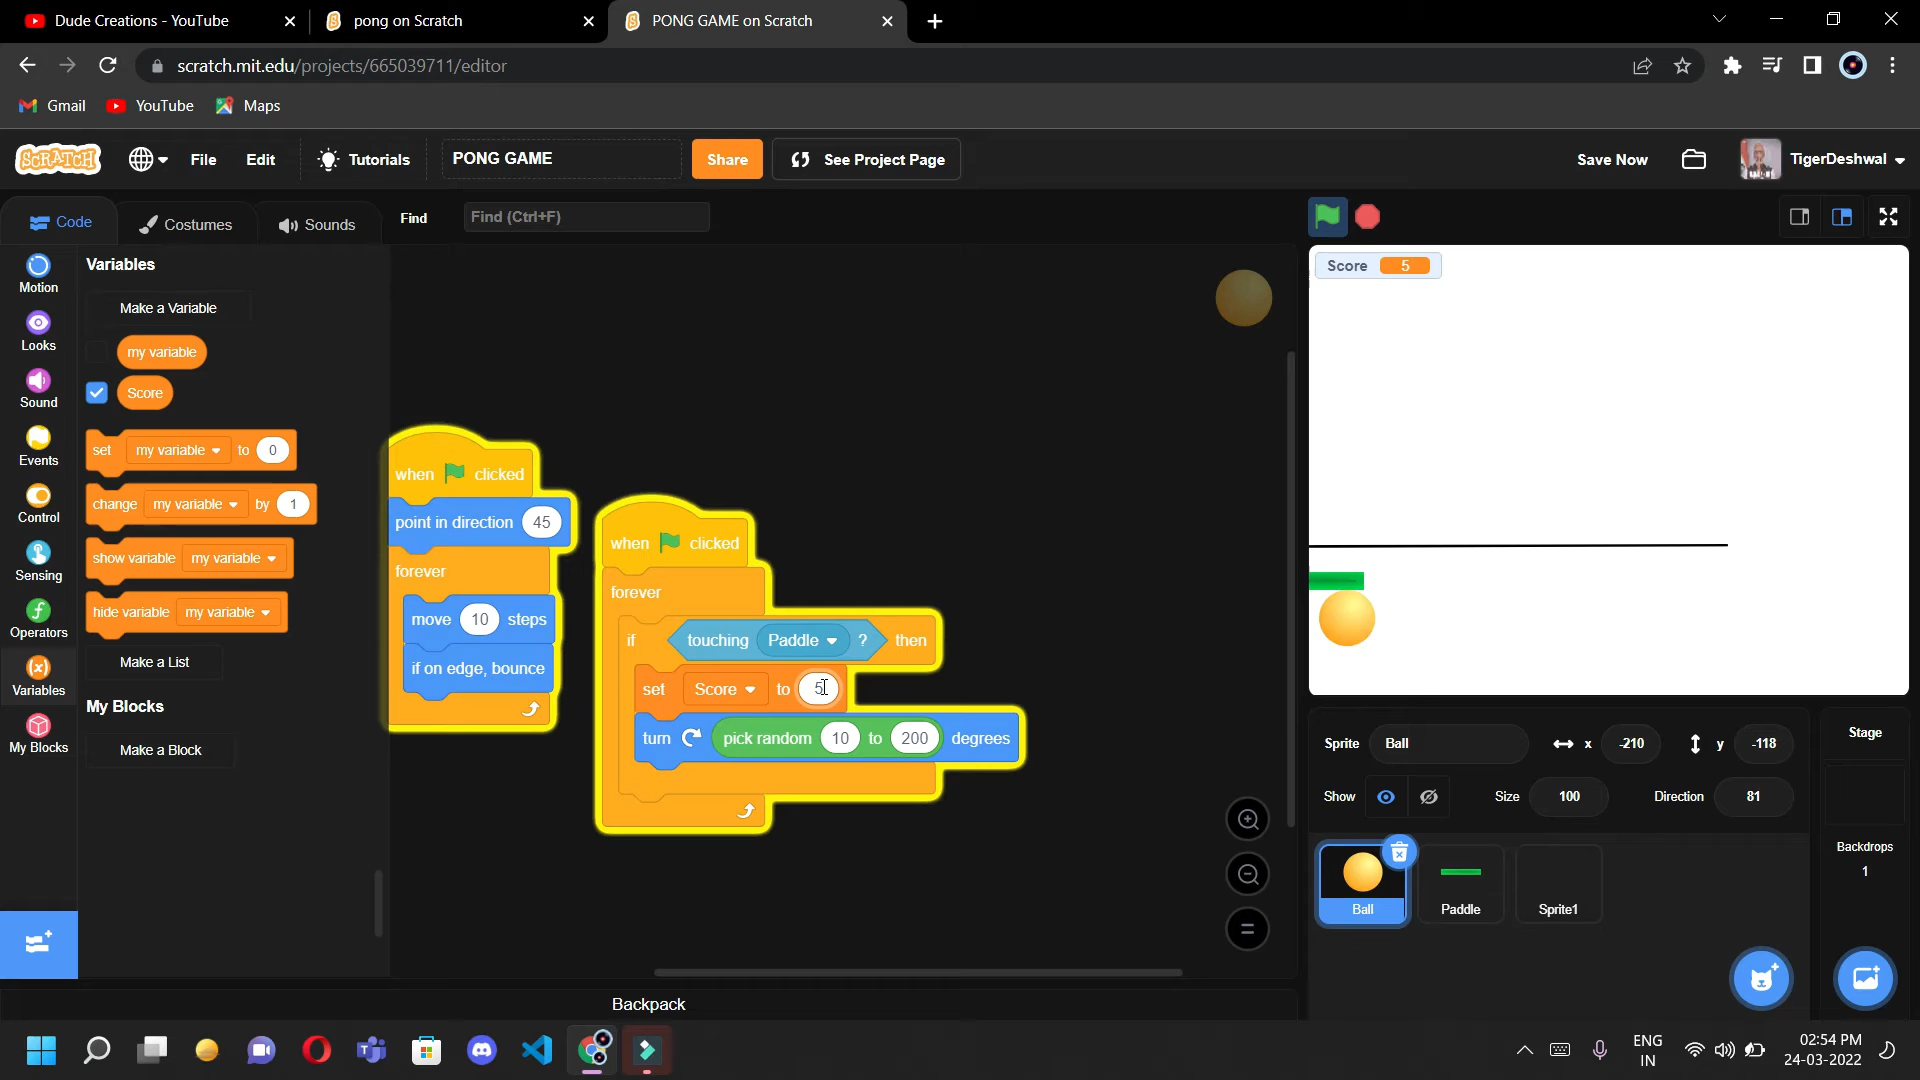 Dude Creations - YouTube
pong on Scratch
PONG GAME on Scratch
scratch.mit.edu/projects/665039711/editor
Gmail
YouTube
Maps
SCRATCH
File
Edit
Tutorials
PONG GAME
Share
See Project Page
Save Now
TigerDeshwal
Code
Costumes
Sounds
Find
Find (Ctrl+F)
Motion
Looks
Sound
Events
Control
Sensing
Operators
Variables
My Blocks
Variables
Make a Variable
my variable
Score
set my variable to 0
change my variable by 1
show variable my variable
hide variable my variable
Make a List
My Blocks
Make a Block
when clicked
point in direction 45
forever
move 10 steps
if on edge, bounce
when clicked
forever
if touching Paddle ? then
set Score to 5
turn pick random 10 to 200 degrees
Backpack
Score 5
Sprite Ball x -210 y -118
Show Size 100 Direction 81
Ball
Paddle
Sprite1
Stage
Backdrops
1
ENG
IN
02:54 PM
24-03-2022